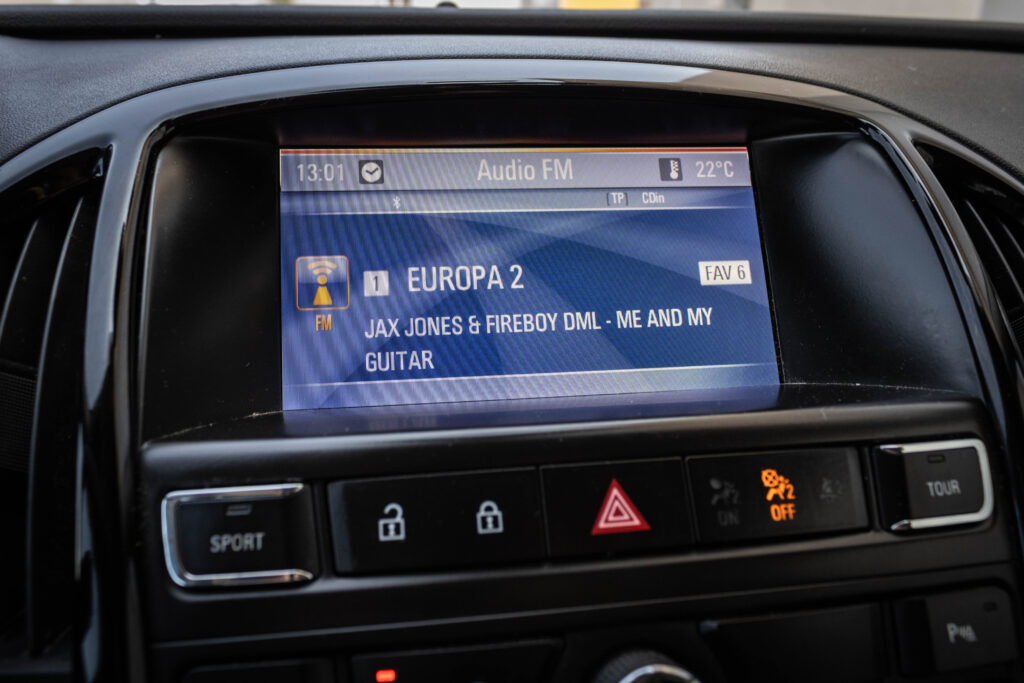 13:01 Audio FM 22°C
TP CDin
1 EUROPA 2 FAV 6
FM
JAX JONES & FIREBOY DML - ME AND MY
GUITAR
SPORT
2
ON
2
OFF
TOUR
P